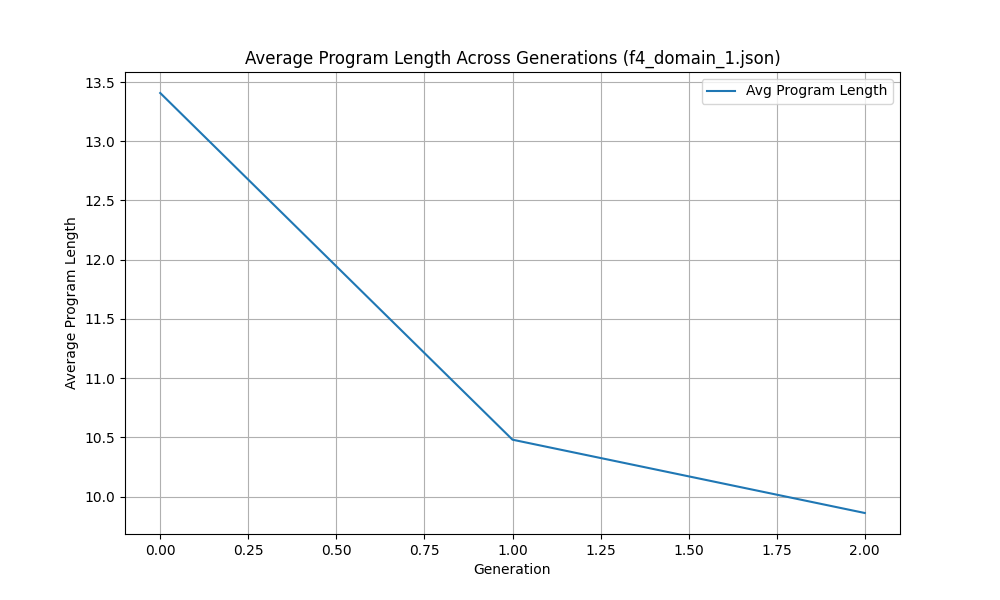 Average Program Length Across Generations (f4_domain_1.json)
Avg Program Length
13.5
13.0
12.5
12.0
11.5
11.0
10.5
10.0
Average Program Length
0.00 0.25 0.50 0.75 1.00 1.25 1.50 1.75 2.00
Generation